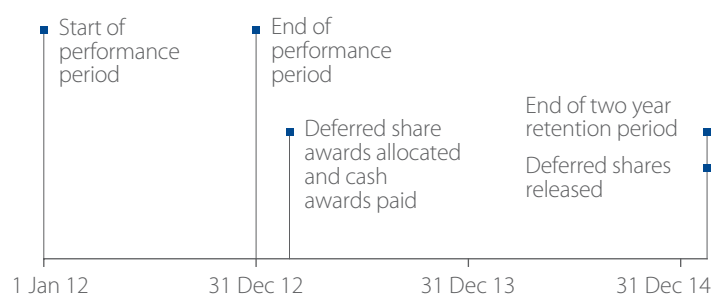 Start of
performance
period
End of
performance
period
Deferred share
awards allocated
and cash
awards paid
End of two year
retention period
Deferred shares
released
1 Jan 12
31 Dec 12
31 Dec 13
31 Dec 14